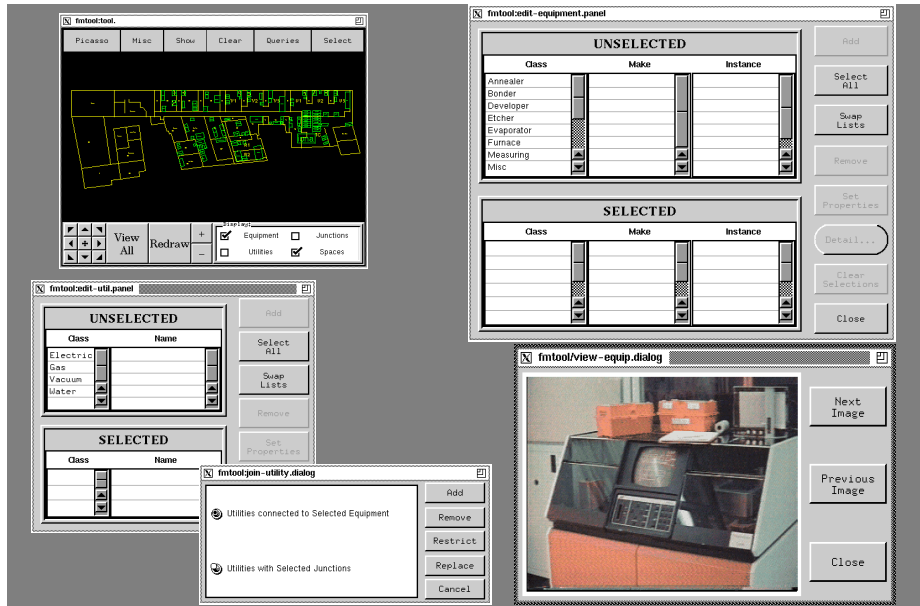 fmtool:tool.
Picasso Misc Show Clear Queries Select
View All
Redraw
+
–
Display:
Equipment Junctions
Utilities Spaces
fmtool:edit-equipment.panel
UNSELECTED
Class Make Instance
Annealer
Bonder
Developer
Etcher
Evaporator
Furnace
Measuring
Misc
SELECTED
Class Make Instance
Add
Select All
Swap Lists
Remove
Set Properties
Detail...
Clear Selections
Close
fmtool:edit-util.panel
UNSELECTED
Class Name
Electric
Gas
Vacuum
Water
SELECTED
Class Name
Add
Select All
Swap Lists
Remove
Set Properties
fmtool:join-utility.dialog
Utilities connected to Selected Equipment
Utilities with Selected Junctions
Add
Remove
Restrict
Replace
Cancel
fmtool/view-equip.dialog
Next Image
Previous Image
Close